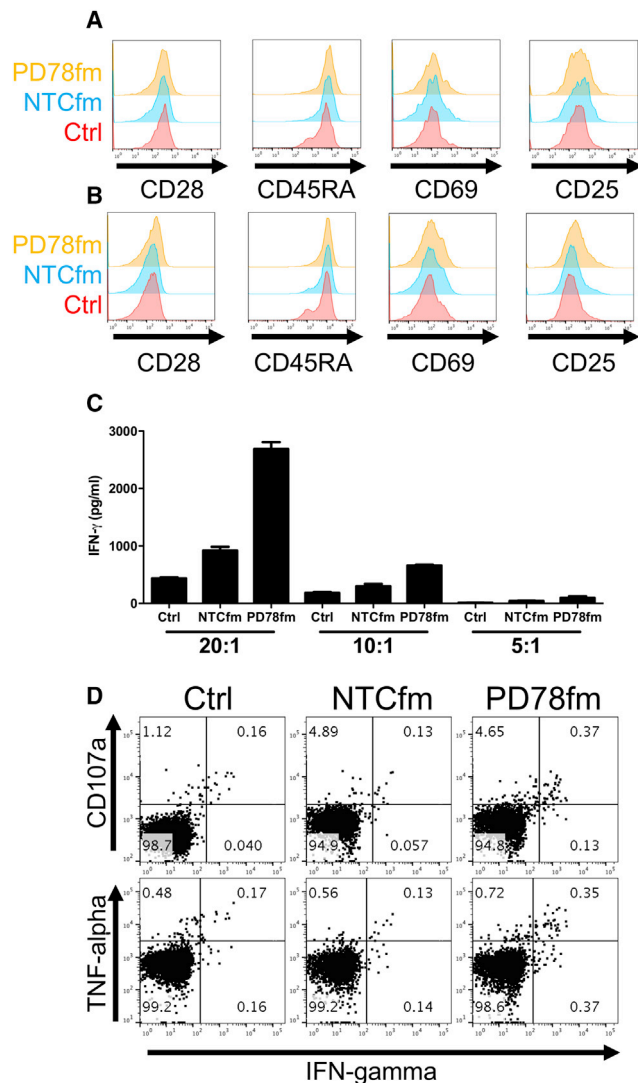 A
PD78fm
NTCfm
Ctrl
CD28 CD45RA CD69 CD25
B
PD78fm
NTCfm
Ctrl
CD28 CD45RA CD69 CD25
C
IFN-γ (pg/ml)
3000
2000
1000
0
Ctrl NTCfm PD78fm Ctrl NTCfm PD78fm Ctrl NTCfm PD78fm
20:1 10:1 5:1
D
Ctrl NTCfm PD78fm
CD107a
1.12 0.16 4.89 0.13 4.65 0.37
98.7 0.040 94.9 0.057 94.8 0.13
TNF-alpha
0.48 0.17 0.56 0.13 0.72 0.35
99.2 0.16 99.2 0.14 98.6 0.37
IFN-gamma